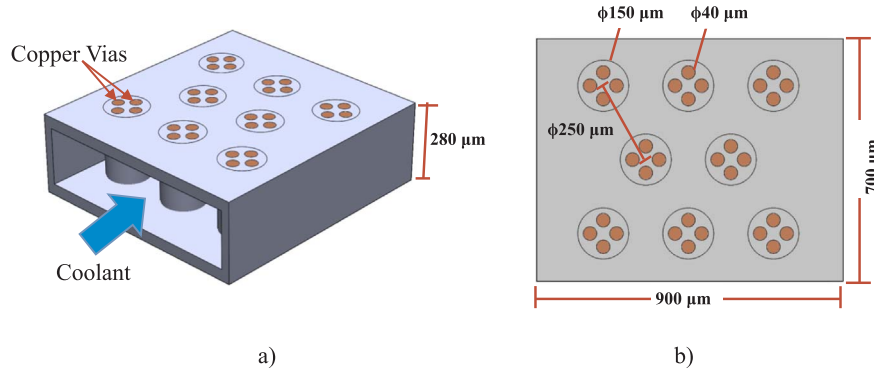 Copper Vias
280 µm
Coolant
a)
ϕ150 µm
ϕ40 µm
ϕ250 µm
700 µm
900 µm
b)